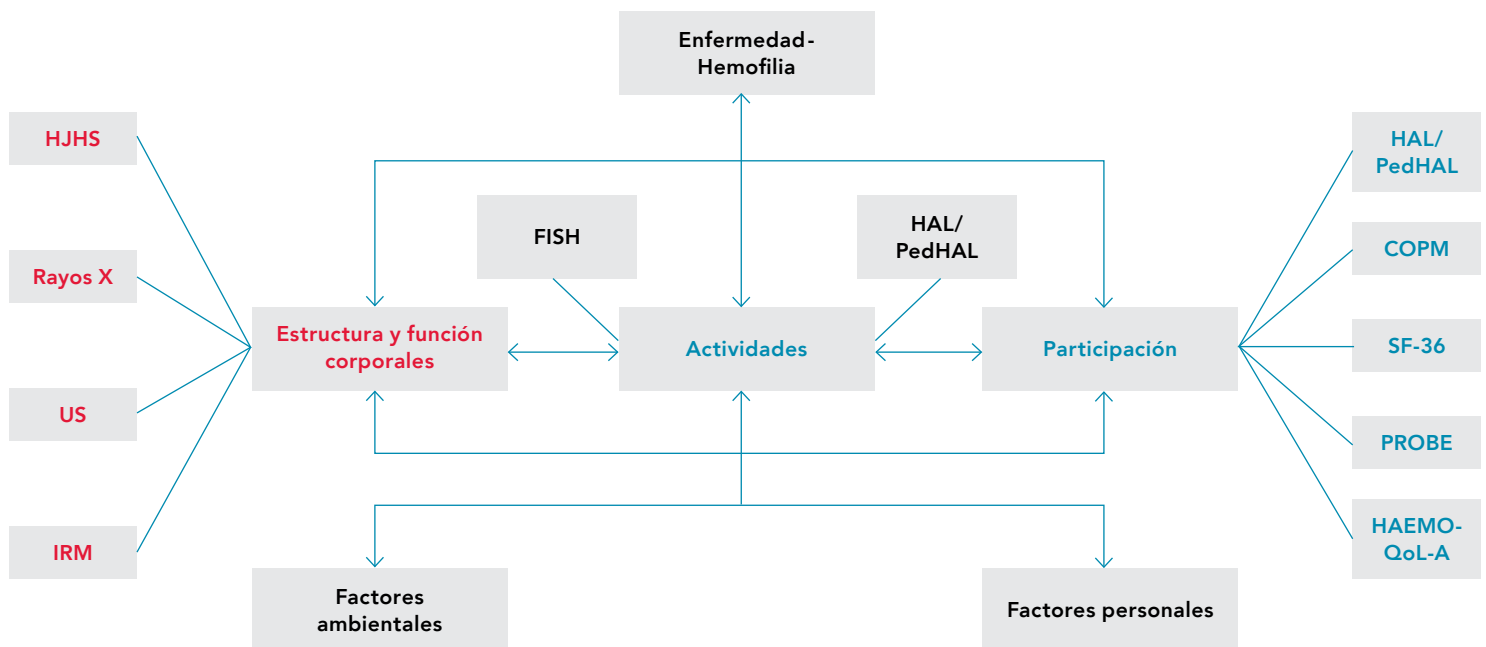 Enfermedad-
Hemofilia
HJHS
Rayos X
US
IRM
FISH
HAL/
PedHAL
Estructura y función
corporales
Actividades
Participación
HAL/
PedHAL
COPM
SF-36
PROBE
HAEMO-
QoL-A
Factores
ambientales
Factores personales